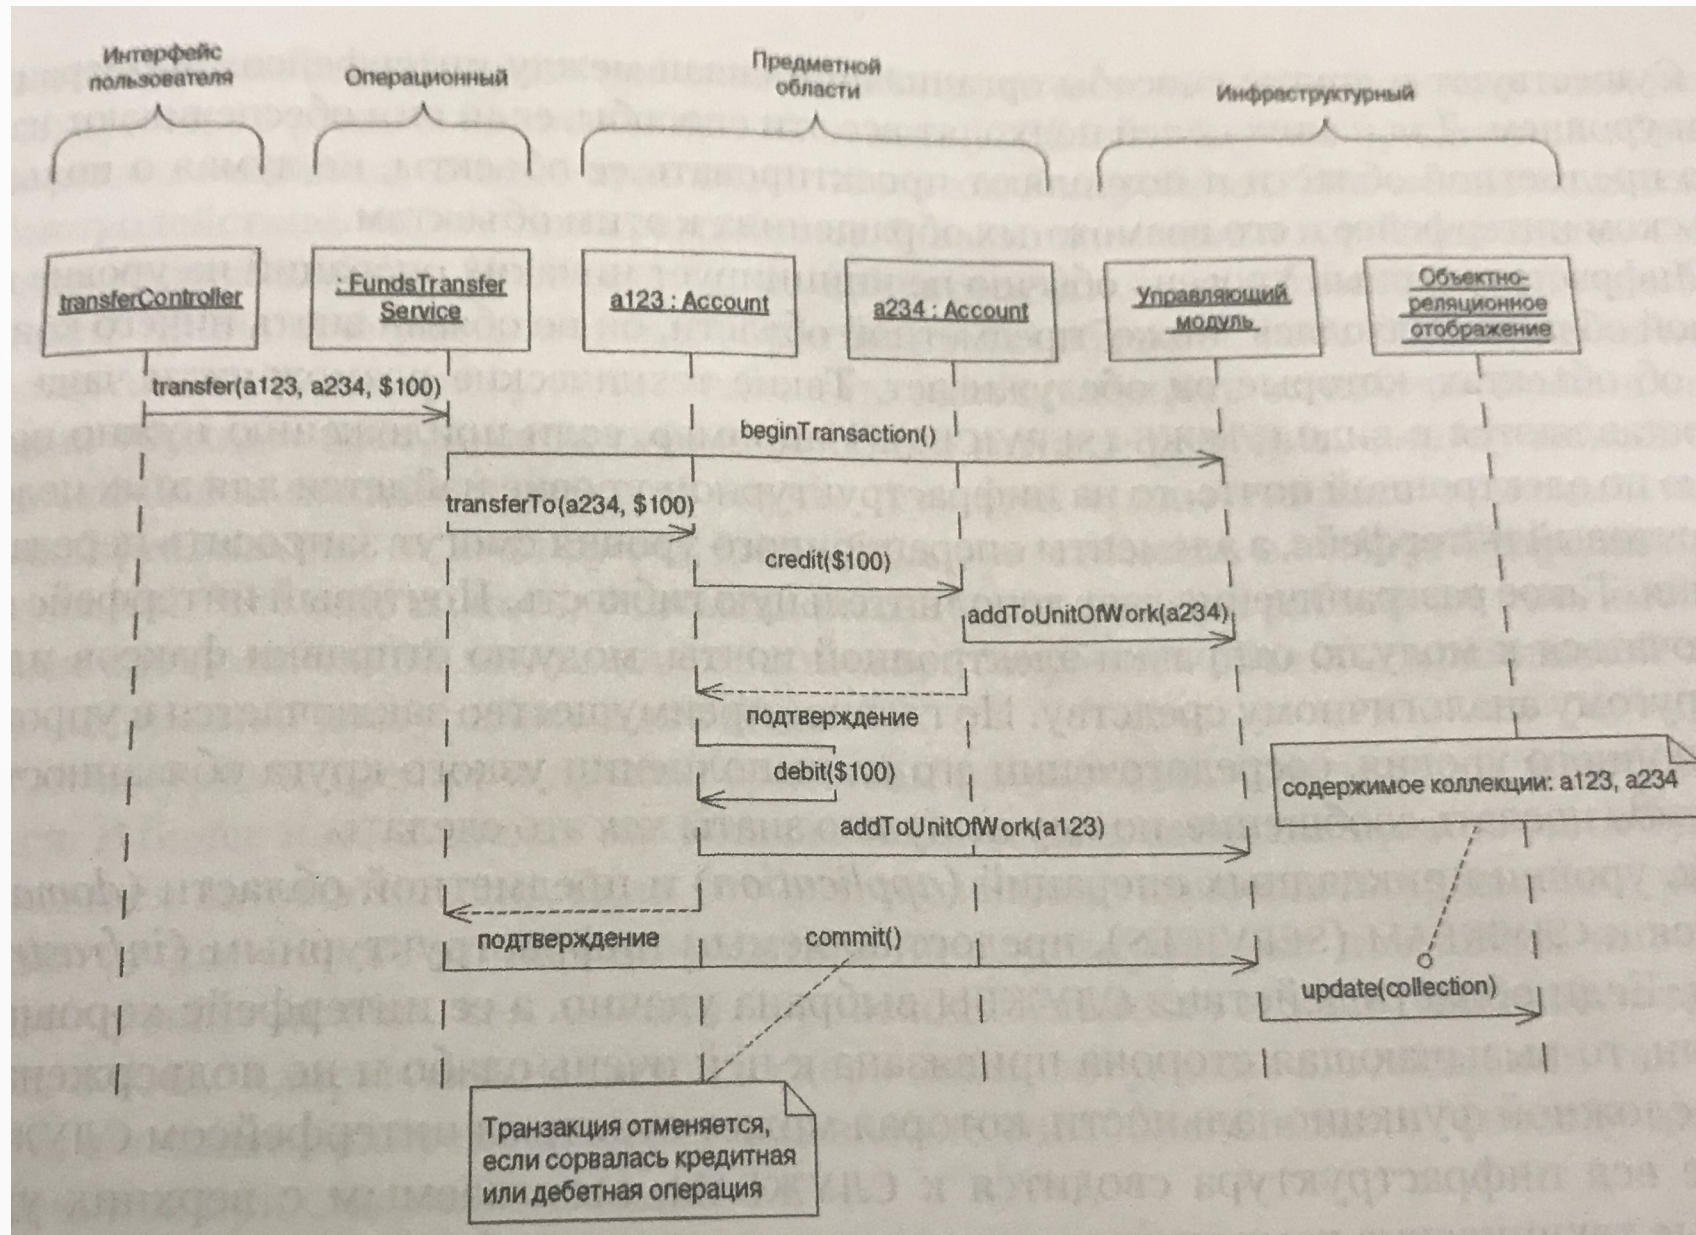 Интерфейс
пользователя
Операционный
Предметной
области
Инфраструктурный
transferController
: FundsTransfer
Service
a123 : Account
a234 : Account
Управляющий
модуль
Объектно-
реляционное
отображение
transfer(a123, a234, $100)
beginTransaction()
transferTo(a234, $100)
credit($100)
addToUnitOfWork(a234)
подтверждение
debit($100)
содержимое коллекции: a123, a234
addToUnitOfWork(a123)
подтверждение
commit()
update(collection)
Транзакция отменяется,
если сорвалась кредитная
или дебетная операция